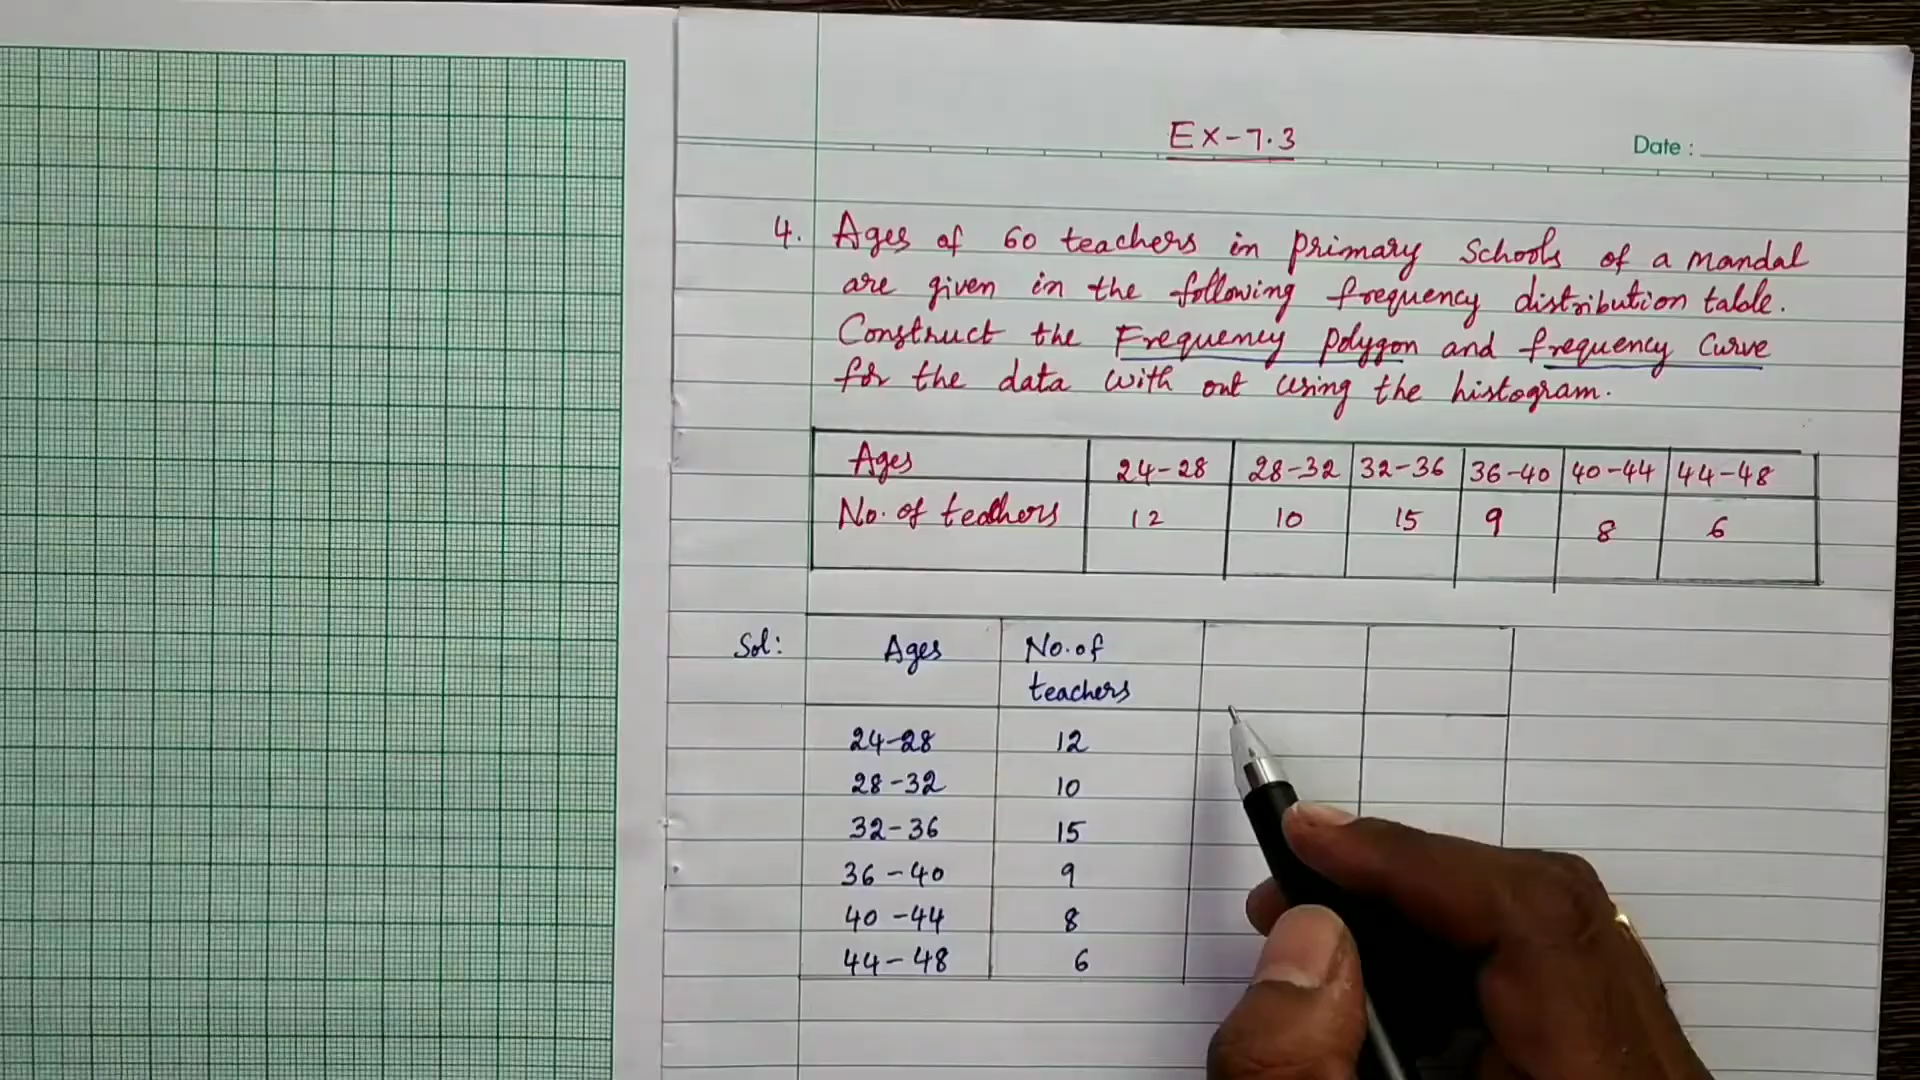 Ex-7.3
Date :
4. Ages of 60 teachers in primary Schools of a mandal
are given in the following frequency distribution table.
Construct the Frequency polygon and frequency Curve
for the data with out using the histogram.
Ages 24-28 28-32 32-36 36-40 40-44 44-48
No. of teachers 12 10 15 9 8 6
Sol: Ages No. of
teachers
24-28 12
28-32 10
32-36 15
36-40 9
40-44 8
44-48 6